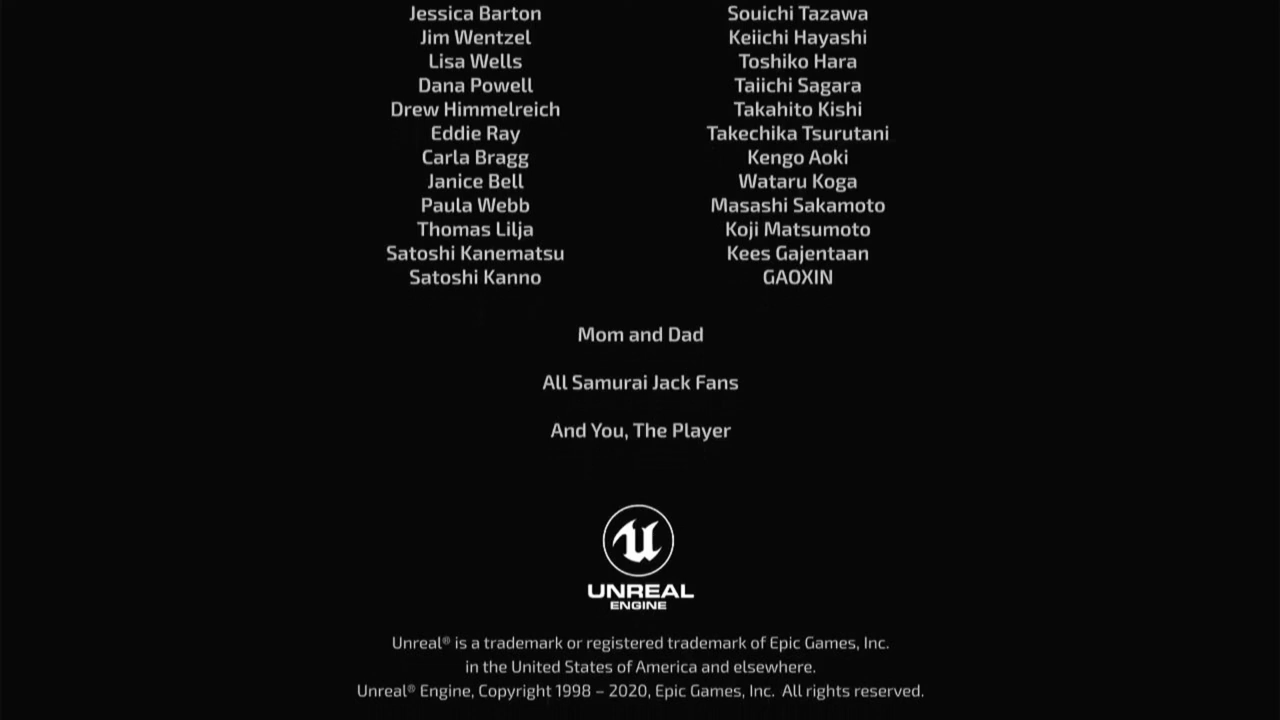 Jessica Barton
Jim Wentzel
Lisa Wells
Dana Powell
Drew Himmelreich
Eddie Ray
Carla Bragg
Janice Bell
Paula Webb
Thomas Lilja
Satoshi Kanematsu
Satoshi Kanno
Souichi Tazawa
Keiichi Hayashi
Toshiko Hara
Taiichi Sagara
Takahito Kishi
Takechika Tsurutani
Kengo Aoki
Wataru Koga
Masashi Sakamoto
Koji Matsumoto
Kees Gajentaan
GAOXIN
Mom and Dad
All Samurai Jack Fans
And You, The Player
UNREAL
ENGINE
Unreal® is a trademark or registered trademark of Epic Games, Inc.
in the United States of America and elsewhere.
Unreal® Engine, Copyright 1998 – 2020, Epic Games, Inc. All rights reserved.